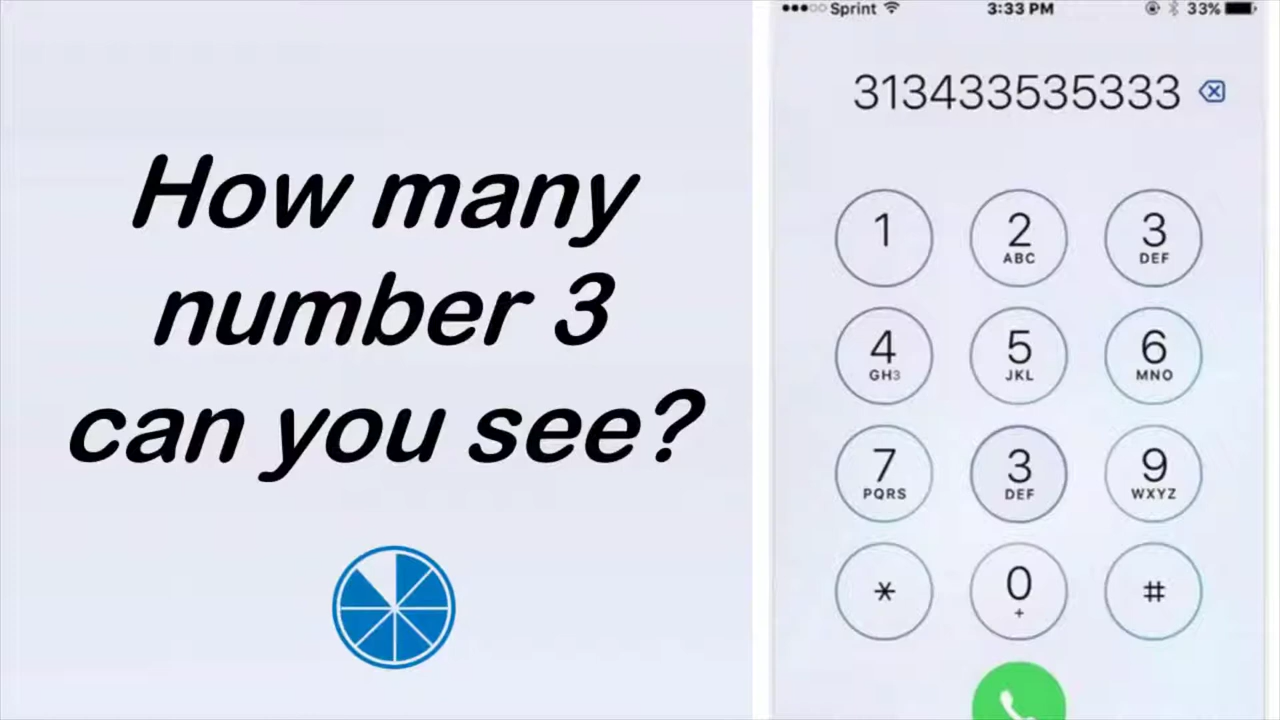 How many
number 3
can you see?
Sprint 3:33 PM 33%
313433535333
1 2 3
ABC DEF
4 5 6
GH3 JKL MNO
7 3 9
PQRS DEF WXYZ
* 0 #
+